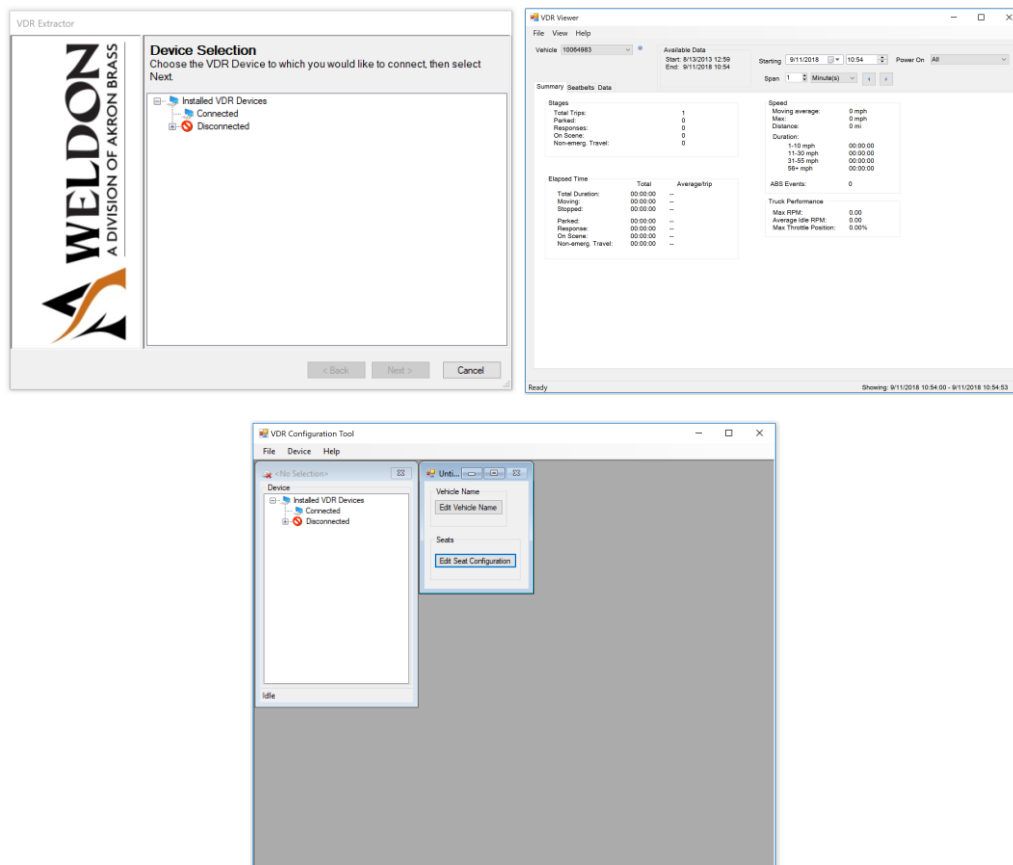 VDR Extractor
WELDON
A DIVISION OF AKRON BRASS
Device Selection
Choose the VDR Device to which you would like to connect, then select
Next.
Installed VDR Devices
Connected
Disconnected
< Back Next > Cancel
VDR Viewer
File View Help
Vehicle 10064983
Available Data
Start: 8/13/2013 12:59
End: 9/11/2018 10:54
Starting 9/11/2018 10:54 Power On All
Span 1 Minute(s) < >
Summary Seatbelts Data
Stages
Total Trips: 1
Parked: 0
Responses: 0
On Scene: 0
Non-emerg. Travel: 0
Speed
Moving average: 0 mph
Max: 0 mph
Distance: 0 mi
Duration:
1-10 mph 00:00:00
11-30 mph 00:00:00
31-55 mph 00:00:00
56+ mph 00:00:00
ABS Events: 0
Elapsed Time
Total Average/trip
Total Duration: 00:00:00 --
Moving: 00:00:00 --
Stopped: 00:00:00 --
Parked: 00:00:00 --
Response: 00:00:00 --
On Scene: 00:00:00 --
Non-emerg. Travel: 00:00:00 --
Truck Performance
Max RPM: 0.00
Average Idle RPM: 0.00
Max Throttle Position: 0.00%
Ready Showing: 9/11/2018 10:54:00 - 9/11/2018 10:54:53
VDR Configuration Tool
File Device Help
<No Selection>
Device
Installed VDR Devices
Connected
Disconnected
Idle
Unti...
Vehicle Name
Edit Vehicle Name
Seats
Edit Seat Configuration